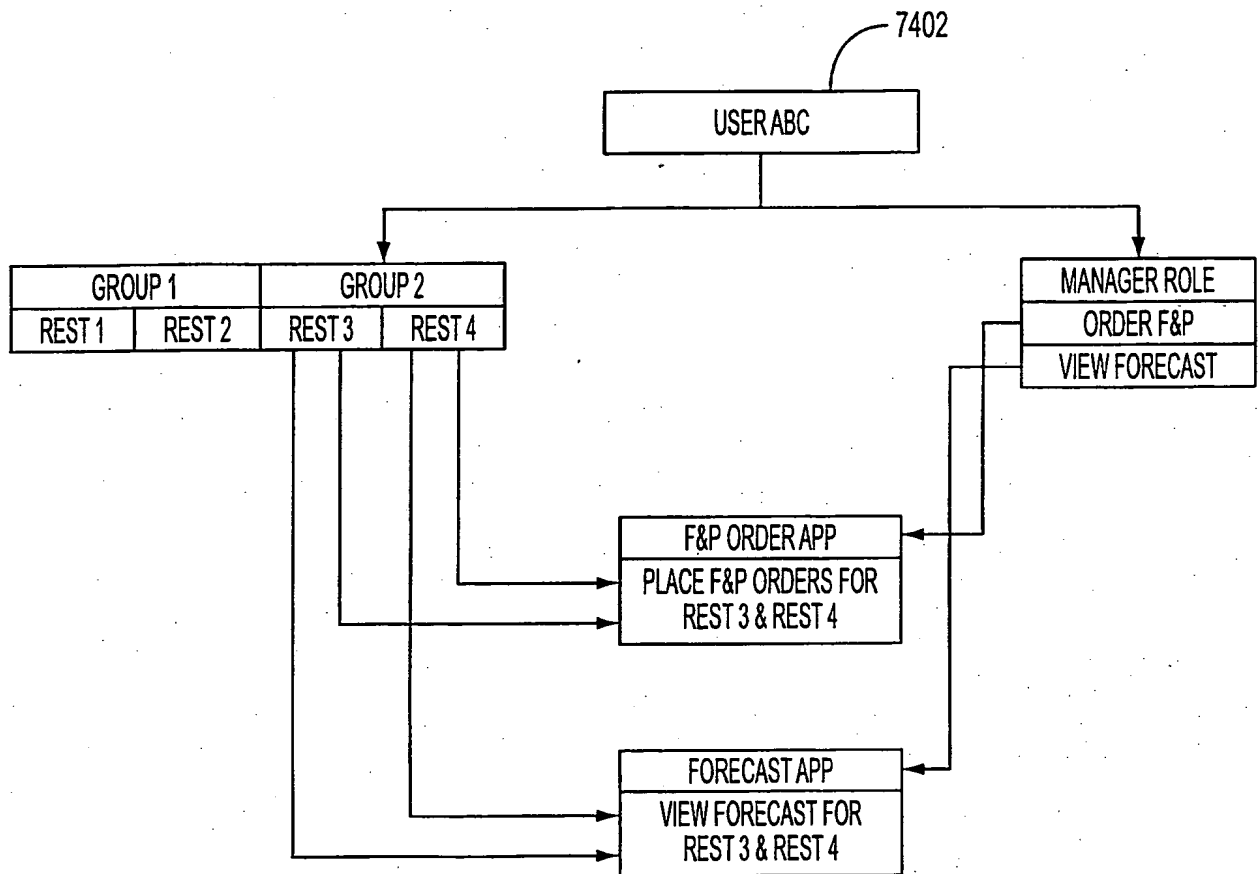 7402
USER ABC
GROUP 1
GROUP 2
REST 1
REST 2
REST 3
REST 4
MANAGER ROLE
ORDER F&P
VIEW FORECAST
F&P ORDER APP
PLACE F&P ORDERS FOR
REST 3 & REST 4
FORECAST APP
VIEW FORECAST FOR
REST 3 & REST 4